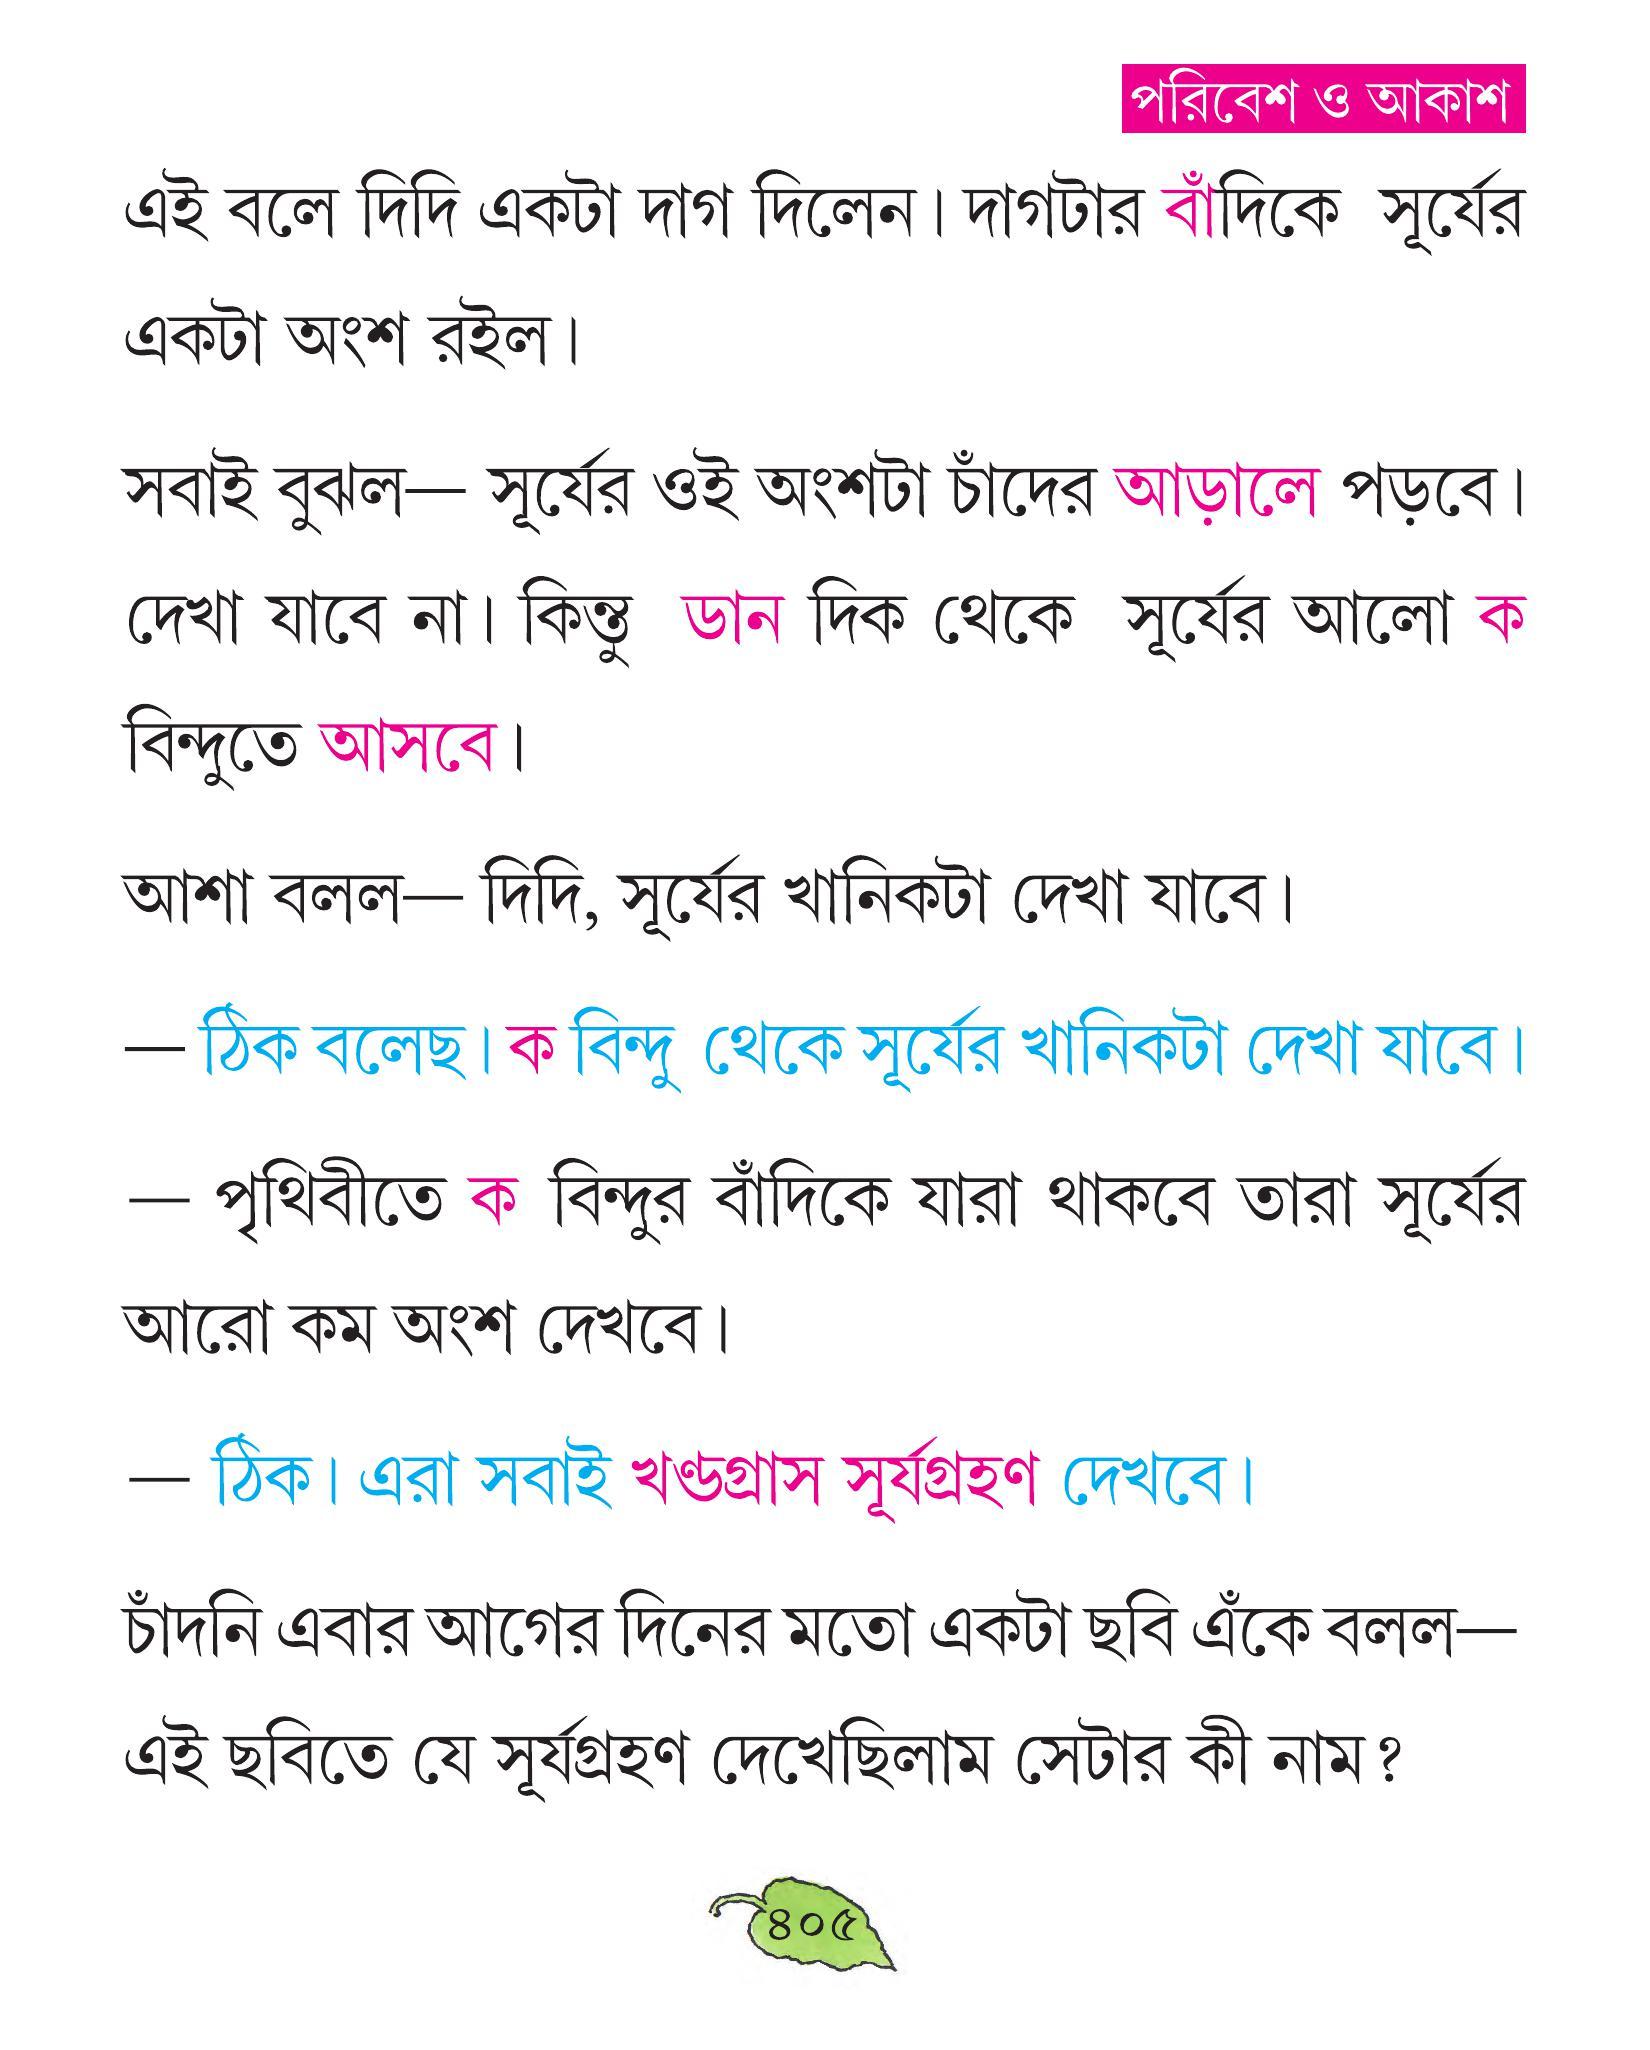 পরিবেশ ও আকাশ
এই বলে দিদি একটা দাগ দিলেন। দাগটার বাঁদিকে সূর্যের
একটা অংশ রইল।
সবাই বুঝল— সূর্যের ওই অংশটা চাঁদের আড়ালে পড়বে।
দেখা যাবে না। কিন্তু ডান দিক থেকে সূর্যের আলো ক
বিন্দুতে আসবে।
আশা বলল— দিদি, সূর্যের খানিকটা দেখা যাবে।
— ঠিক বলেছ। ক বিন্দু থেকে সূর্যের খানিকটা দেখা যাবে।
— পৃথিবীতে ক বিন্দুর বাঁদিকে যারা থাকবে তারা সূর্যের
আরো কম অংশ দেখবে।
— ঠিক। এরা সবাই খণ্ডগ্রাস সূর্যগ্রহণ দেখবে।
চাঁদনি এবার আগের দিনের মতো একটা ছবি এঁকে বলল—
এই ছবিতে যে সূর্যগ্রহণ দেখেছিলাম সেটার কী নাম?
৪০৫